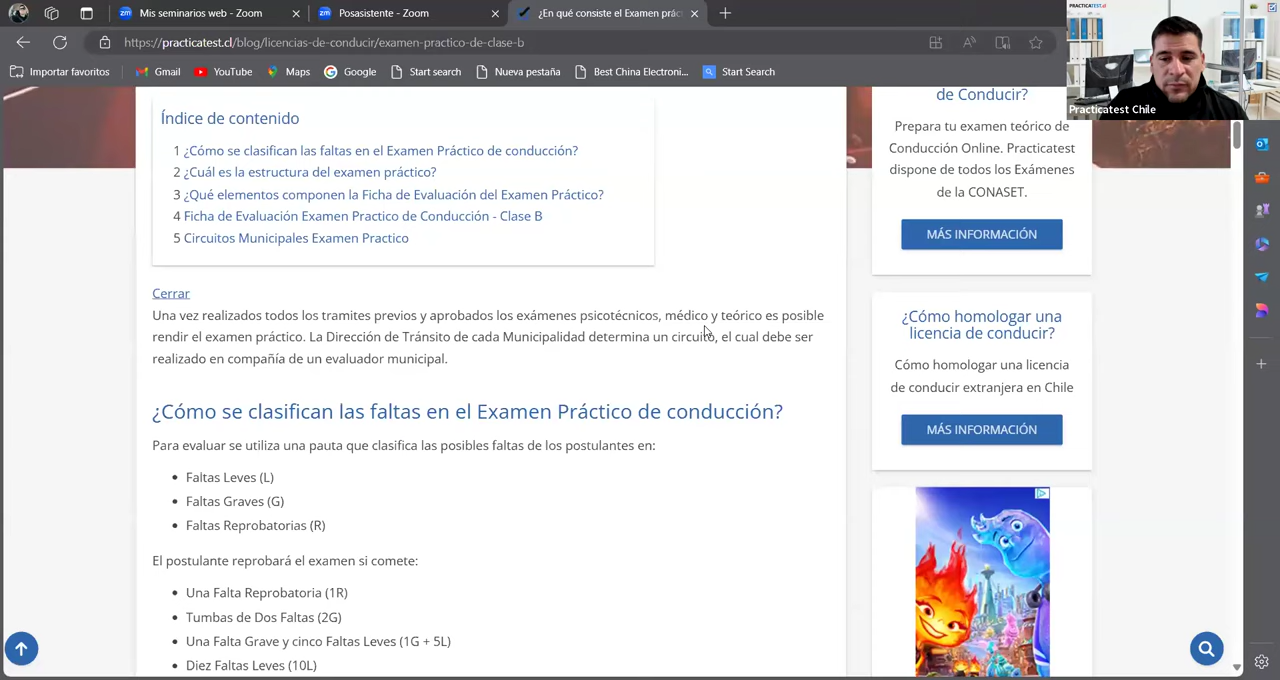 Mis seminarios web - Zoom
Posasistente - Zoom
¿En qué consiste el Examen prác
https://practicatest.cl/blog/licencias-de-conducir/examen-practico-de-clase-b
Importar favoritos
Gmail
YouTube
Maps
Google
Start search
Nueva pestaña
Best China Electroni...
Start Search
PRACTICATEST.cl
Practicatest Chile
Índice de contenido
1 ¿Cómo se clasifican las faltas en el Examen Práctico de conducción?
2 ¿Cuál es la estructura del examen práctico?
3 ¿Qué elementos componen la Ficha de Evaluación del Examen Práctico?
4 Ficha de Evaluación Examen Practico de Conducción - Clase B
5 Circuitos Municipales Examen Practico
Cerrar
Una vez realizados todos los tramites previos y aprobados los exámenes psicotécnicos, médico y teórico es posible
rendir el examen práctico. La Dirección de Tránsito de cada Municipalidad determina un circuito, el cual debe ser
realizado en compañía de un evaluador municipal.
¿Cómo se clasifican las faltas en el Examen Práctico de conducción?
Para evaluar se utiliza una pauta que clasifica las posibles faltas de los postulantes en:
Faltas Leves (L)
Faltas Graves (G)
Faltas Reprobatorias (R)
El postulante reprobará el examen si comete:
Una Falta Reprobatoria (1R)
Tumbas de Dos Faltas (2G)
Una Falta Grave y cinco Faltas Leves (1G + 5L)
Diez Faltas Leves (10L)
de Conducir?
Prepara tu examen teórico de
Conducción Online. Practicatest
dispone de todos los Exámenes
de la CONASET.
MÁS INFORMACIÓN
¿Cómo homologar una
licencia de conducir?
Cómo homologar una licencia
de conducir extranjera en Chile
MÁS INFORMACIÓN